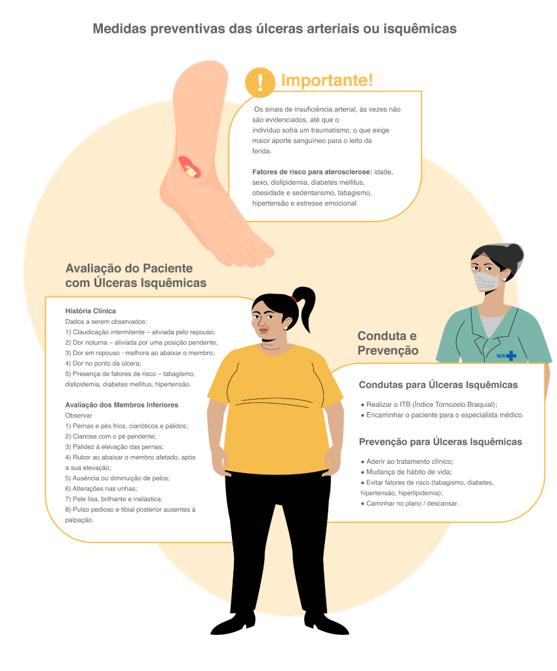 Medidas preventivas das úlceras arteriais ou isquêmicas
! Importante!
Os sinais de insuficiência arterial, às vezes não
são evidenciados, até que o
indivíduo sofra um traumatismo, o que exige
maior aporte sanguíneo para o leito da
ferida.
Fatores de risco para aterosclerose: idade,
sexo, dislipidemia, diabetes mellitus,
obesidade e sedentarismo, tabagismo,
hipertensão e estresse emocional.
Avaliação do Paciente
com Úlceras Isquêmicas
História Clínica
Dados a serem observados:
1) Claudicação intermitente – aliviada pelo repouso;
2) Dor noturna – aliviada por uma posição pendente;
3) Dor em repouso - melhora ao abaixar o membro;
4) Dor no ponto da úlcera;
5) Presença de fatores de risco – tabagismo,
dislipidemia, diabetes mellitus, hipertensão.
Avaliação dos Membros Inferiores
Observar
1) Pernas e pés frios, cianóticos e pálidos;
2) Cianose com o pé pendente;
3) Palidez à elevação das pernas;
4) Rubor ao abaixar o membro afetado, após
a sua elevação;
5) Ausência ou diminuição de pelos;
6) Alterações nas unhas;
7) Pele lisa, brilhante e inelástica;
8) Pulso pedioso e tibial posterior ausentes à
palpação.
SUS
Conduta e
Prevenção
Condutas para Úlceras Isquêmicas
● Realizar o ITB (Índice Tornozelo Braquial);
● Encaminhar o paciente para o especialista médico.
Prevenção para Úlceras Isquêmicas
● Aderir ao tratamento clínico;
● Mudança de hábito de vida;
● Evitar fatores de risco (tabagismo, diabetes,
hipertensão, hiperlipidemia);
● Caminhar no plano / descansar.